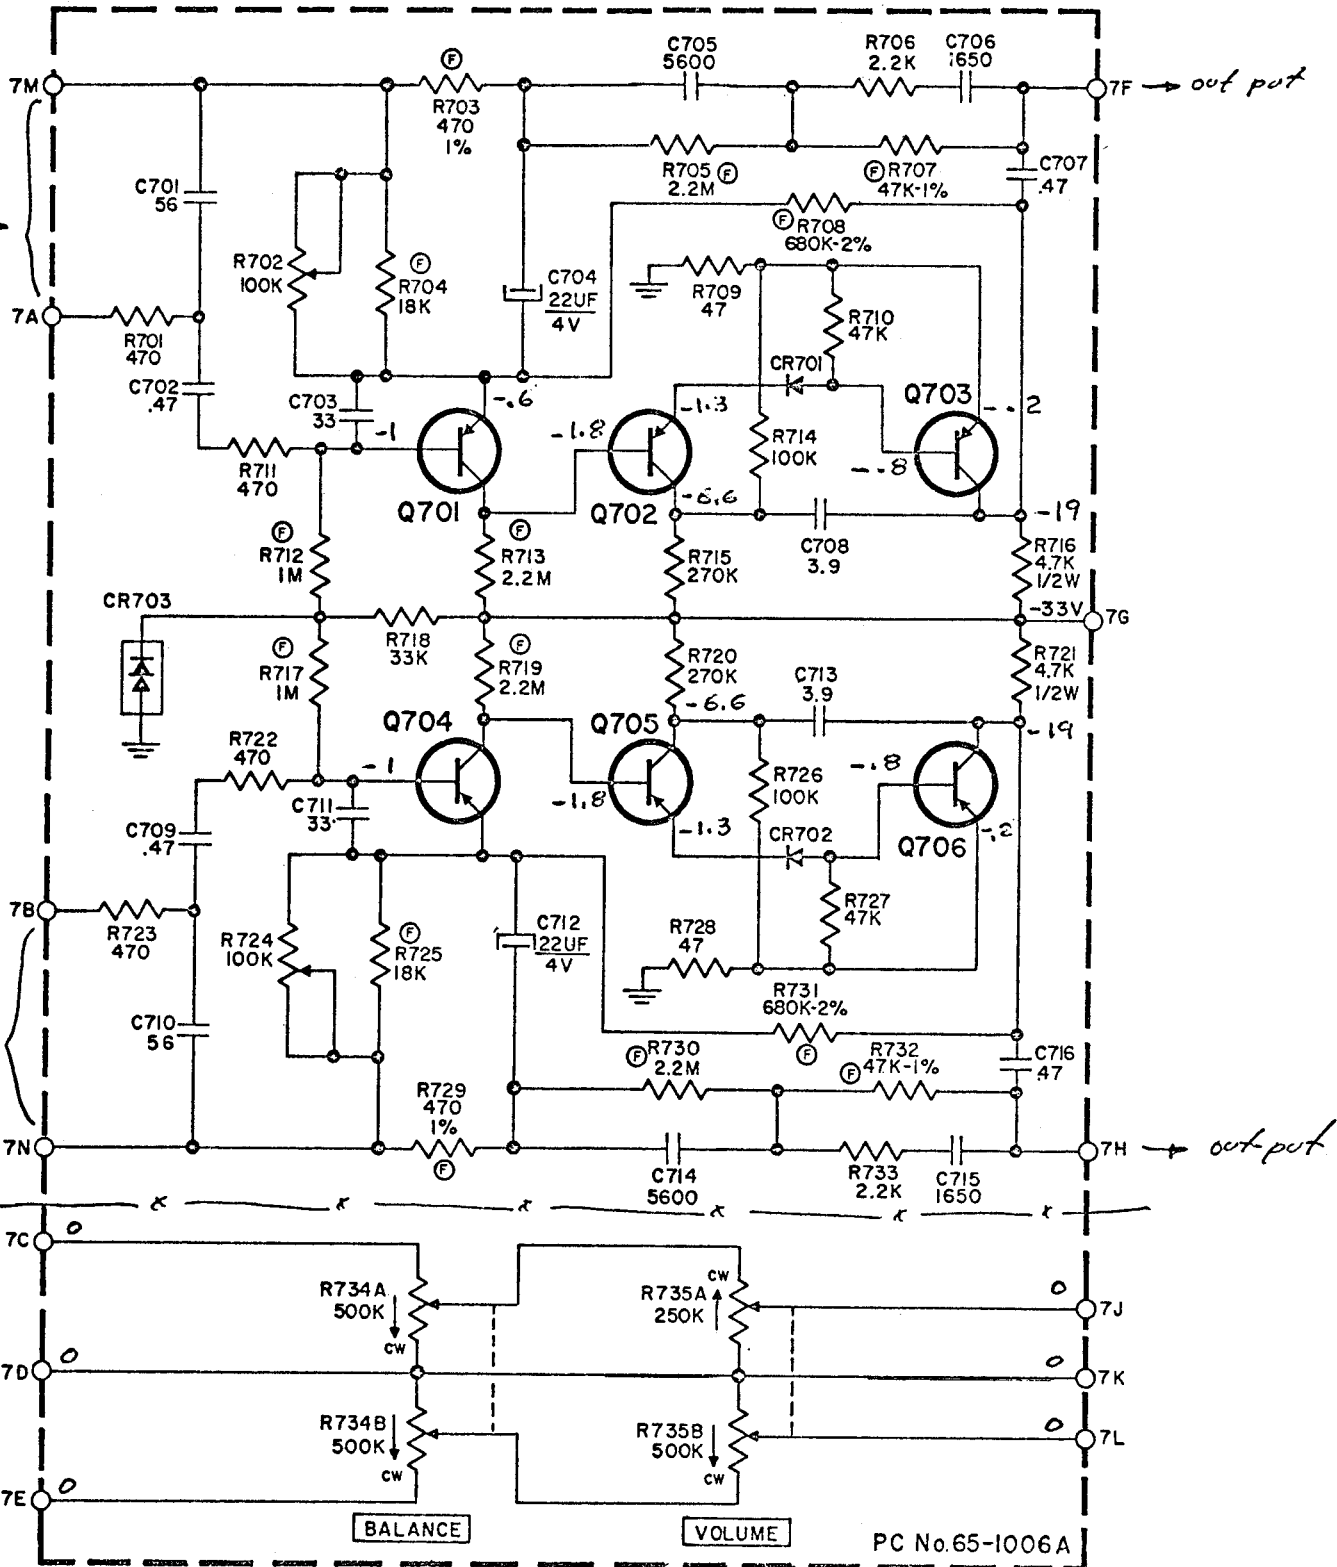 7M
Ⓕ
R703
470
1%
C705
5600
R706
2.2K
C706
1650
7F → out put
C701
56
R705 Ⓕ
2.2M
Ⓕ R707
47K-1%
C707
.47
Ⓕ R708
680K-2%
R702
100K
Ⓕ
R704
18K
C704
22UF
4V
R709
47
R710
47K
7A
R701
470
C702
.47
CR701
Q703
C703
33
-1
-.6
-1.8
-1.3
-.2
R714
100K
-.8
R711
470
Q701
Q702
-6.6
-19
C708
3.9
Ⓕ
R712
1M
Ⓕ
R713
2.2M
R715
270K
R716
4.7K
1/2W
CR703
-33V
7G
Ⓕ
R717
1M
R718
33K
Ⓕ
R719
2.2M
R720
270K
C713
3.9
R721
4.7K
1/2W
-6.6
-19
R722
470
Q704
Q705
-1
R726
100K
-.8
C711
33
-1.8
-1.3
CR702
Q706
-.2
C709
.47
7B
R723
470
R724
100K
Ⓕ
R725
18K
C712
22UF
4V
R728
47
R727
47K
R731
680K-2%
Ⓕ
C710
56
Ⓕ R730
2.2M
R732
Ⓕ 47K-1%
C716
.47
R729
470
1%
Ⓕ
7N
C714
5600
R733
2.2K
C715
1650
7H → out-put
x x x x x x
7C 0
R734A
500K
CW
CW
R735A
250K
0 7J
7D 0
0 7K
R734B
500K
CW
R735B
500K
CW
0 7L
7E 0
BALANCE
VOLUME
PC No.65-1006A